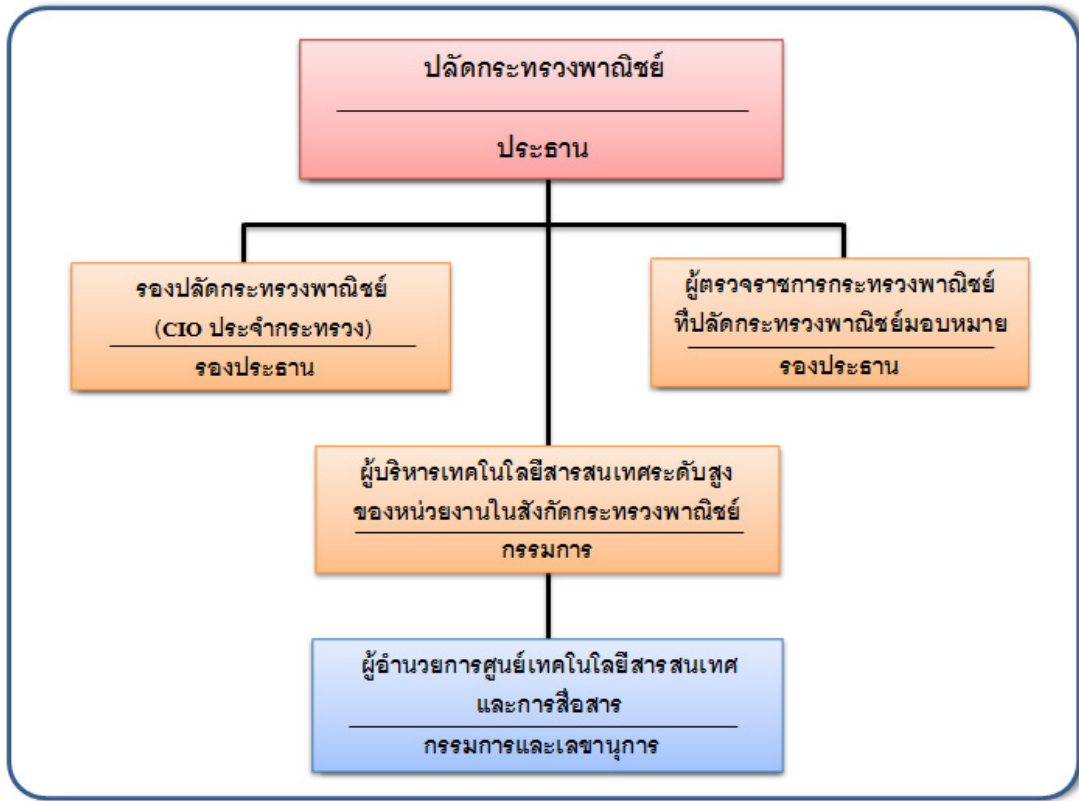 ปลัดกระทรวงพาณิชย์
ประธาน
รองปลัดกระทรวงพาณิชย์
(CIO ประจำกระทรวง)
รองประธาน
ผู้ตรวจราชการกระทรวงพาณิชย์
ที่ปลัดกระทรวงพาณิชย์มอบหมาย
รองประธาน
ผู้บริหารเทคโนโลยีสารสนเทศระดับสูง
ของหน่วยงานในสังกัดกระทรวงพาณิชย์
กรรมการ
ผู้อำนวยการศูนย์เทคโนโลยีสารสนเทศ
และการสื่อสาร
กรรมการและเลขานุการ